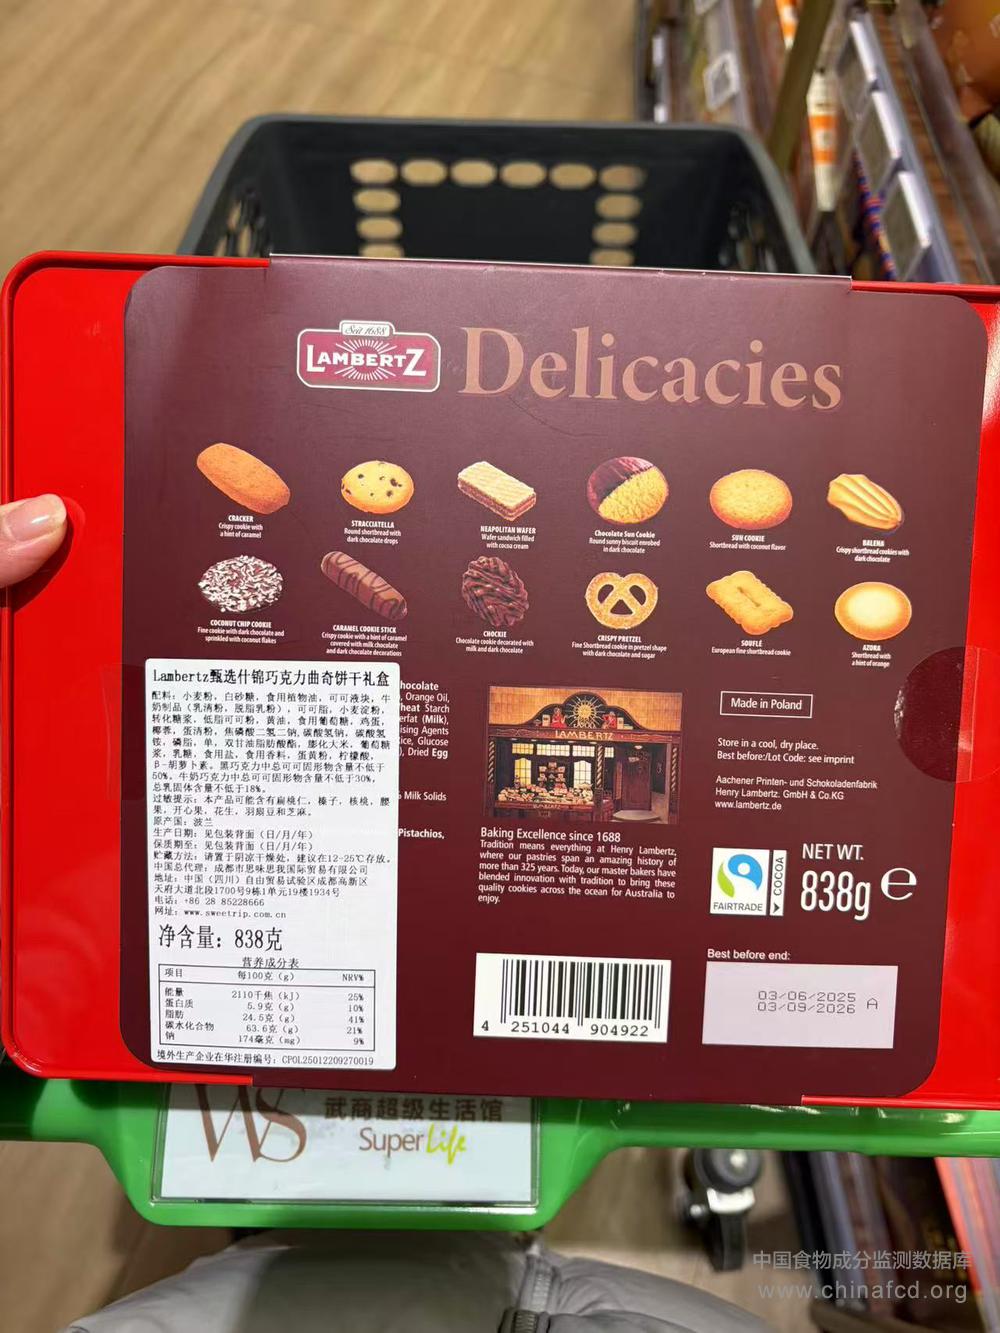 Seit 1688
LAMBERTZ
Delicacies
CRACKER
Crispy cookie with
a hint of caramel
STRACCIATELLA
Round shortbread with
dark chocolate drops
NEAPOLITAN WAFER
Wafer sandwich filled
with cocoa cream
Chocolate Sun Cookie
Round sunny biscuit enrobed
in dark chocolate
SUN COOKIE
Shortbread with coconut flavor
BALENA
Crispy shortbread cookies with
dark chocolate
COCONUT CHIP COOKIE
Fine cookie with dark chocolate and
sprinkled with coconut flakes
CARAMEL COOKIE STICK
Crispy cookie with a hint of caramel
covered with milk chocolate
and dark chocolate decorations
CHOCKIE
Chocolate cookie decorated with
milk and dark chocolate
CRISPY PRETZEL
Fine Shortbread cookie in pretzel shape
with dark chocolate and sugar
SOUFLÉ
European fine shortbread cookie
AZORA
Shortbread with
a hint of orange
Lambertz甄选什锦巧克力曲奇饼干礼盒
配料：小麦粉，白砂糖，食用植物油，可可液块，牛
奶制品（乳清粉，脱脂乳粉），可可脂，小麦淀粉，
转化糖浆，低脂可可粉，黄油，食用葡萄糖，鸡蛋，
椰蓉，蛋清粉，焦磷酸二氢二钠，碳酸氢钠，碳酸氢
铵，磷脂，单，双甘油脂肪酸酯，膨化大米，葡萄糖
浆，乳糖，食用盐，食用香料，蛋黄粉，柠檬酸，
β-胡萝卜素。黑巧克力中总可可固形物含量不低于
50%。牛奶巧克力中总可可固形物含量不低于30%，
总乳固体含量不低于18%。
过敏提示：本产品可能含有扁桃仁，榛子，核桃，腰
果，开心果，花生，羽扇豆和芝麻。
原产国：波兰
生产日期：见包装背面（日/月/年）
保质期至：见包装背面（日/月/年）
贮藏方法：请置于阴凉干燥处，建议在12-25℃存放。
中国总代理：成都市思味思我国际贸易有限公司
地址：中国（四川）自由贸易试验区成都高新区
天府大道北段1700号9栋1单元19楼1934号
电话：+86 28 85228666
网址：www.sweetrip.com.cn
净含量：838克
营养成分表
项目 每100克（g） NRV%
能量 2110千焦（kJ） 25%
蛋白质 5.9克（g） 10%
脂肪 24.5克（g） 41%
碳水化合物 63.6克（g） 21%
钠 174毫克（mg） 9%
境外生产企业在华注册编号：CPOL25012209270019
hocolate
, Orange Oil,
heat Starch
erfat (Milk),
ising Agents
ice, Glucose
), Dried Egg
% Milk Solids
Pistachios,
LAMBERTZ
Baking Excellence since 1688
Tradition means everything at Henry Lambertz,
where our pastries span an amazing history of
more than 325 years. Today, our master bakers have
blended innovation with tradition to bring these
quality cookies across the ocean for Australia to
enjoy.
Made in Poland
Store in a cool, dry place.
Best before:/Lot Code: see imprint
Aachener Printen- und Schokoladenfabrik
Henry Lambertz. GmbH & Co.KG
www.lambertz.de
FAIRTRADE
COCOA
NET WT.
838g e
4 251044 904922
Best before end:
03/06/2025 A
03/09/2026
WS
武商超级生活馆
Super Life
中国食物成分监测数据库
www.chinafcd.org